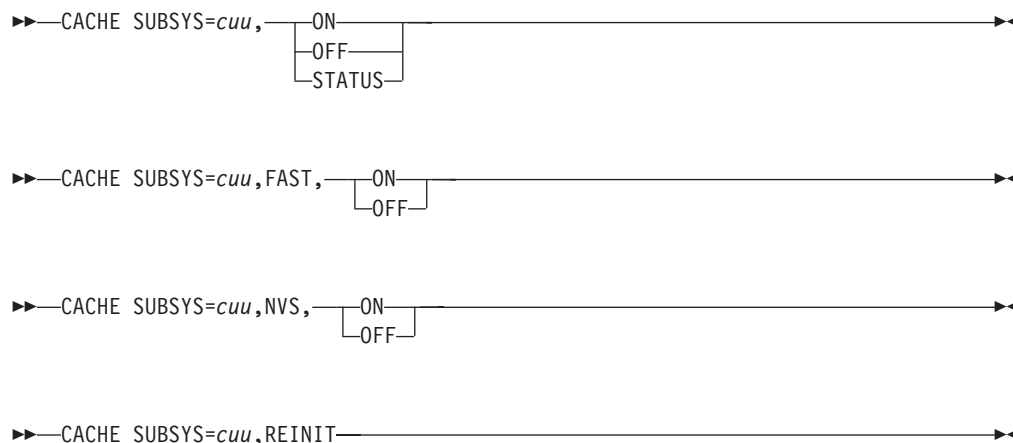 CACHE SUBSYS=cuu, ON
OFF
STATUS
CACHE SUBSYS=cuu,FAST, ON
OFF
CACHE SUBSYS=cuu,NVS, ON
OFF
CACHE SUBSYS=cuu,REINIT